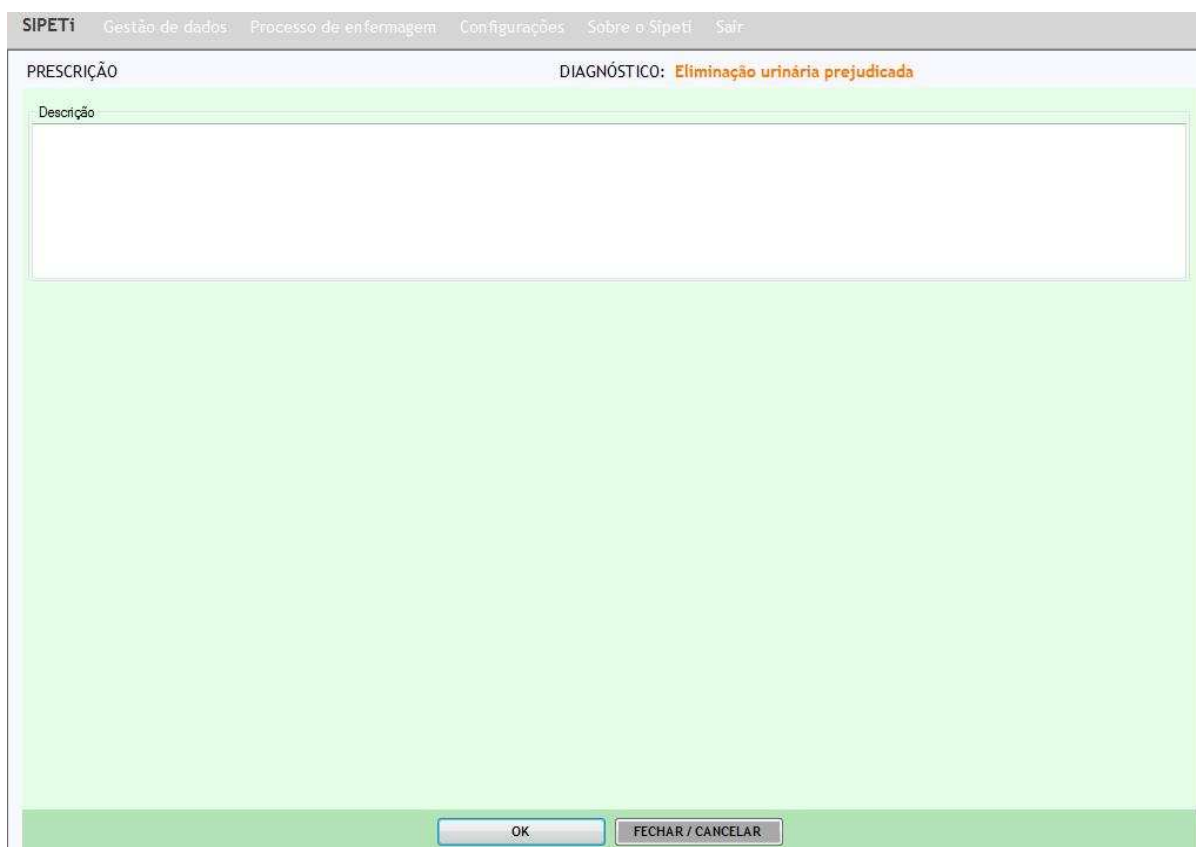 SIPETi Gestão de dados Processo de enfermagem Configurações Sobre o Sipeti Sair
PRESCRIÇÃO DIAGNÓSTICO: Eliminação urinária prejudicada
Descrição
OK FECHAR / CANCELAR